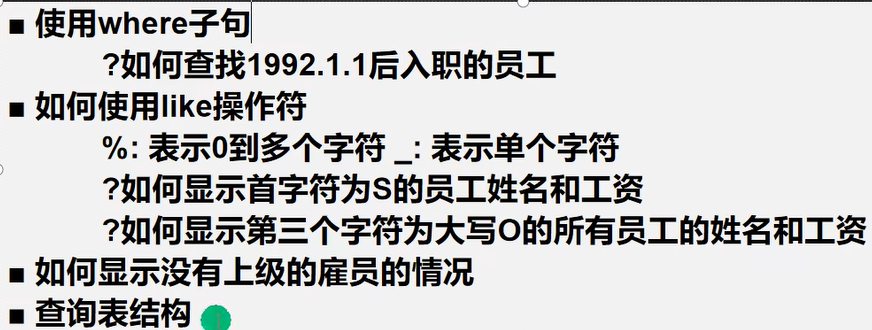 ■ 使用where子句
?如何查找1992.1.1后入职的员工
■ 如何使用like操作符
%: 表示0到多个字符 _: 表示单个字符
?如何显示首字符为S的员工姓名和工资
?如何显示第三个字符为大写O的所有员工的姓名和工资
■ 如何显示没有上级的雇员的情况
■ 查询表结构